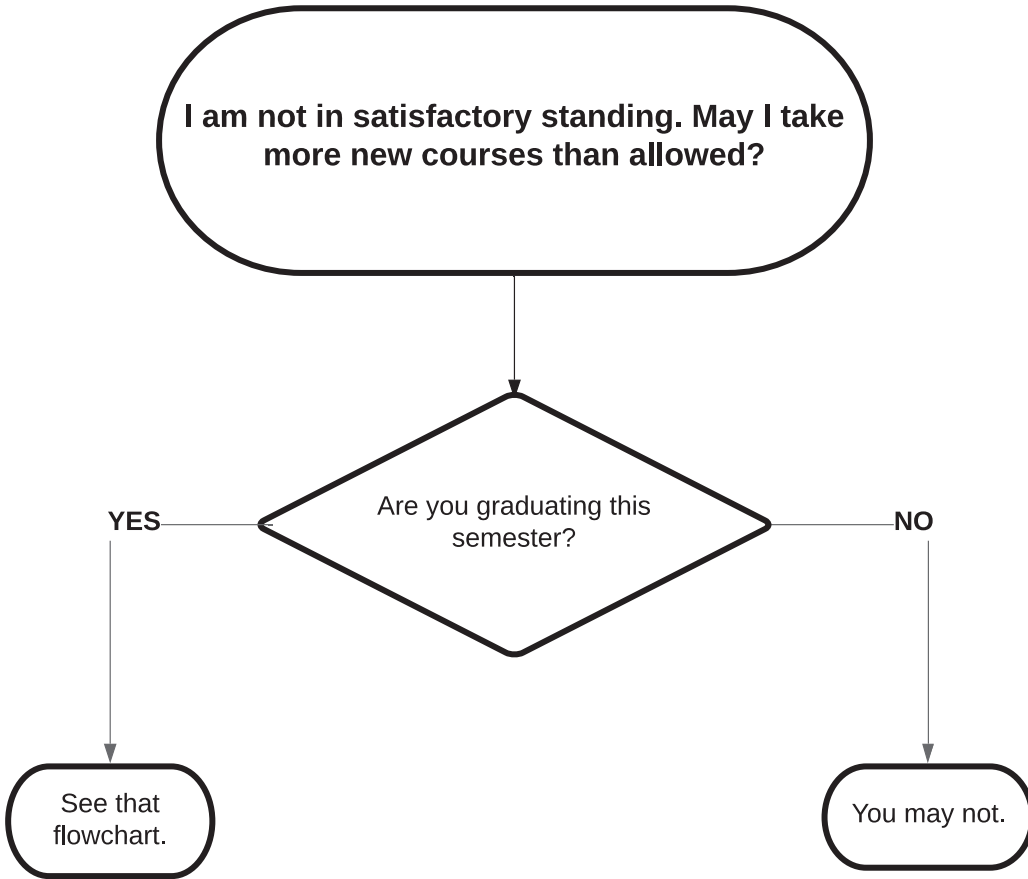 I am not in satisfactory standing. May I take
more new courses than allowed?
Are you graduating this
semester?
YES
NO
See that
flowchart.
You may not.